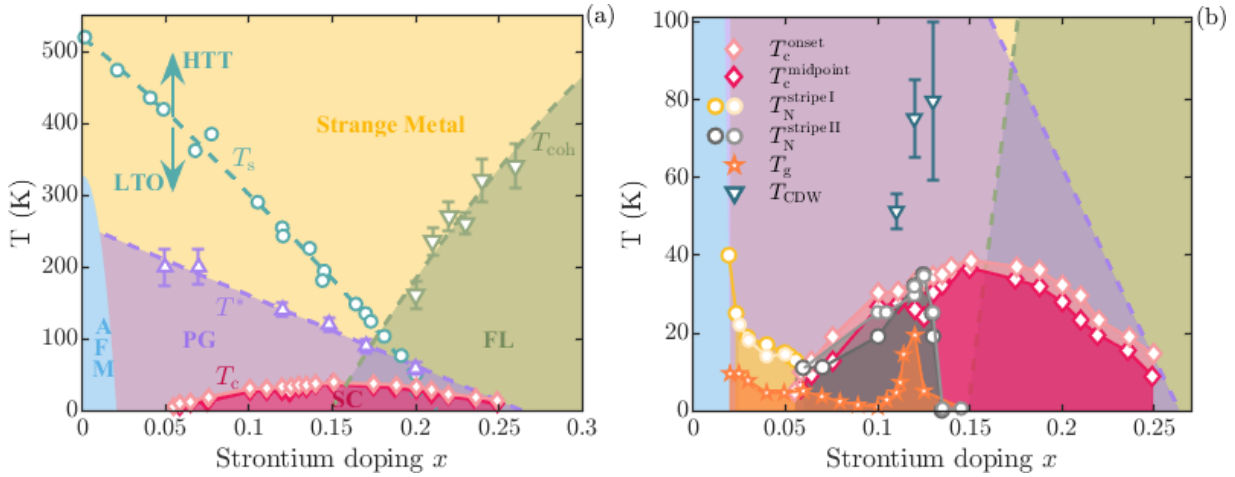 (a)
500
400
300
200
100
0
T (K)
0
0.05
0.1
0.15
0.2
0.25
0.3
Strontium doping x
HTT
LTO
T_s
Strange Metal
T_coh
T*
PG
A
F
M
T_c
SC
FL
(b)
100
80
60
40
20
0
T (K)
0
0.05
0.1
0.15
0.2
0.25
Strontium doping x
T_c^onset
T_c^midpoint
T_N^stripe I
T_N^stripe II
T_g
T_CDW